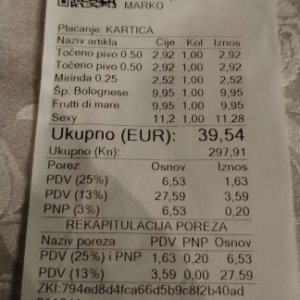 MARKO
Plaćanje: KARTICA
Naziv artikla Cije Kol Iznos
Točeno pivo 0.50 2,92 1,00 2,92
Točeno pivo 0.50 2,92 1,00 2,92
Mirinda 0.25 2,52 1,00 2,52
Šp. Bolognese 9,95 1,00 9,95
Frutti di mare 9,95 1,00 9,95
Sexy 11,2 1,00 11,28
Ukupno (EUR): 39,54
Ukupno (Kn): 297,91
Porez Osnov Iznos
PDV (25%) 6,53 1,63
PDV (13%) 27,59 3,59
PNP (3%) 6,53 0,20
REKAPITULACIJA POREZA
Naziv poreza PDV PNP Osnov
PDV (25%) i PNP 1,63 0,20 6,53
PDV (13%) 3,59 0,00 27,59
ZKI:794ed8d4fca66d5b9c8f2b40ad